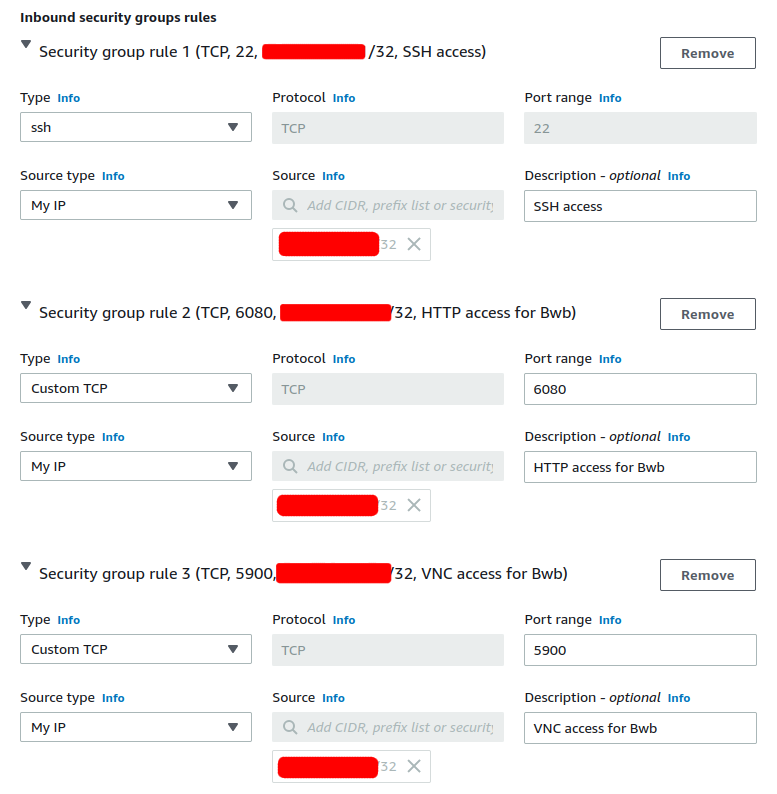 Inbound security groups rules
Security group rule 1 (TCP, 22, /32, SSH access)
Remove
Type Info
Protocol Info
Port range Info
ssh
TCP
22
Source type Info
Source Info
Description - optional Info
My IP
Add CIDR, prefix list or security
SSH access
/32
Security group rule 2 (TCP, 6080, /32, HTTP access for Bwb)
Remove
Type Info
Protocol Info
Port range Info
Custom TCP
TCP
6080
Source type Info
Source Info
Description - optional Info
My IP
Add CIDR, prefix list or security
HTTP access for Bwb
/32
Security group rule 3 (TCP, 5900, /32, VNC access for Bwb)
Remove
Type Info
Protocol Info
Port range Info
Custom TCP
TCP
5900
Source type Info
Source Info
Description - optional Info
My IP
Add CIDR, prefix list or security
VNC access for Bwb
/32